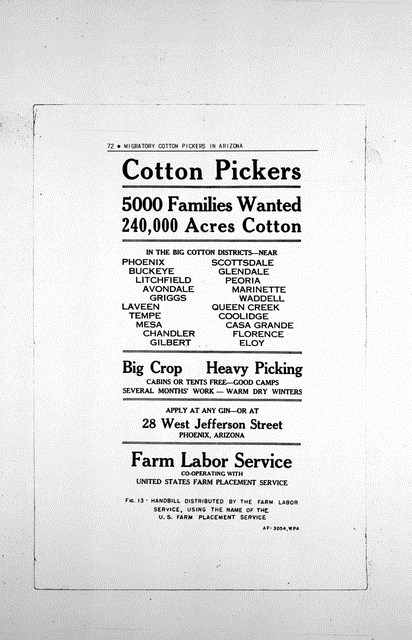 72 ● MIGRATORY COTTON PICKERS IN ARIZONA
Cotton Pickers
5000 Families Wanted
240,000 Acres Cotton
IN THE BIG COTTON DISTRICTS—NEAR
PHOENIX SCOTTSDALE
BUCKEYE GLENDALE
LITCHFIELD PEORIA
AVONDALE MARINETTE
GRIGGS WADDELL
LAVEEN QUEEN CREEK
TEMPE COOLIDGE
MESA CASA GRANDE
CHANDLER FLORENCE
GILBERT ELOY
Big Crop Heavy Picking
CABINS OR TENTS FREE—GOOD CAMPS
SEVERAL MONTHS' WORK — WARM DRY WINTERS
APPLY AT ANY GIN—OR AT
28 West Jefferson Street
PHOENIX, ARIZONA
Farm Labor Service
CO-OPERATING WITH
UNITED STATES FARM PLACEMENT SERVICE
FIG. 13 - HANDBILL DISTRIBUTED BY THE FARM LABOR
SERVICE, USING THE NAME OF THE
U. S. FARM PLACEMENT SERVICE
AF-3054, WPA